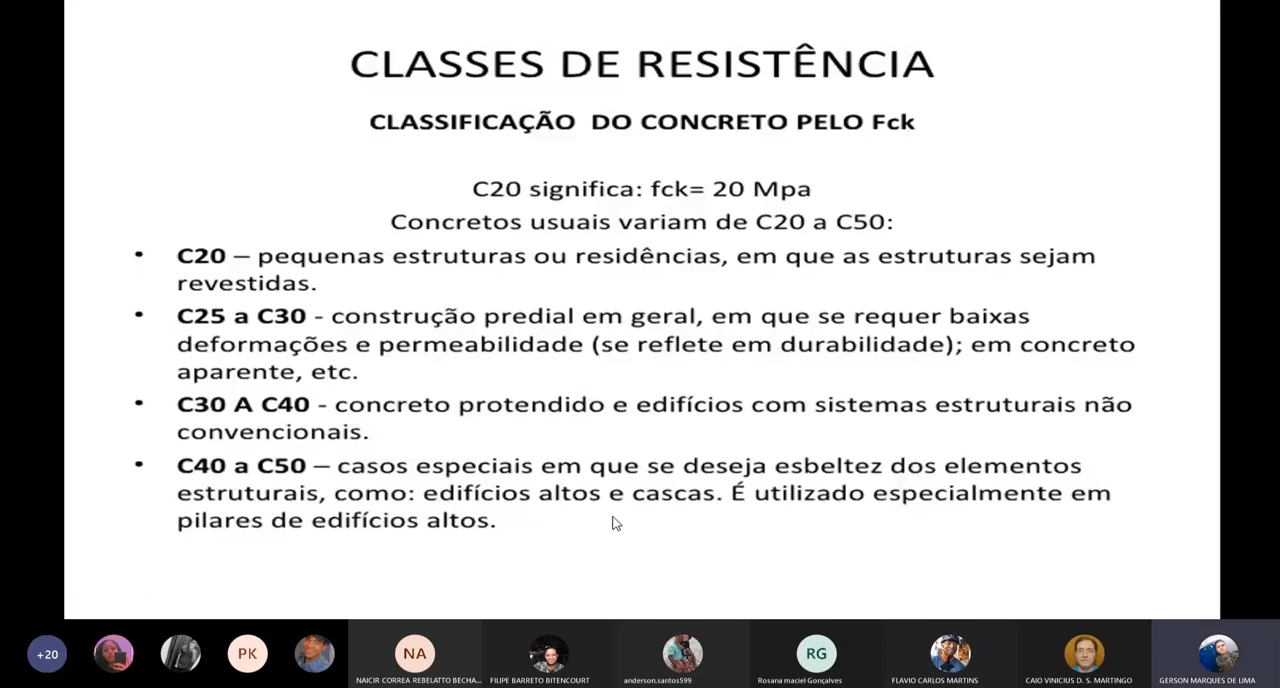 CLASSES DE RESISTÊNCIA
CLASSIFICAÇÃO DO CONCRETO PELO Fck
C20 significa: fck= 20 Mpa
Concretos usuais variam de C20 a C50:
• C20 – pequenas estruturas ou residências, em que as estruturas sejam
revestidas.
• C25 a C30 - construção predial em geral, em que se requer baixas
deformações e permeabilidade (se reflete em durabilidade); em concreto
aparente, etc.
• C30 A C40 - concreto protendido e edifícios com sistemas estruturais não
convencionais.
• C40 a C50 – casos especiais em que se deseja esbeltez dos elementos
estruturais, como: edifícios altos e cascas. É utilizado especialmente em
pilares de edifícios altos.
+20 PK NA RG
NAICIR CORREA REBELATTO BECHA... FILIPE BARRETO BITENCOURT anderson.santos599 Rosana maciel Gonçalves FLAVIO CARLOS MARTINS CAIO VINICIUS D. S. MARTINGO GERSON MARQUES DE LIMA